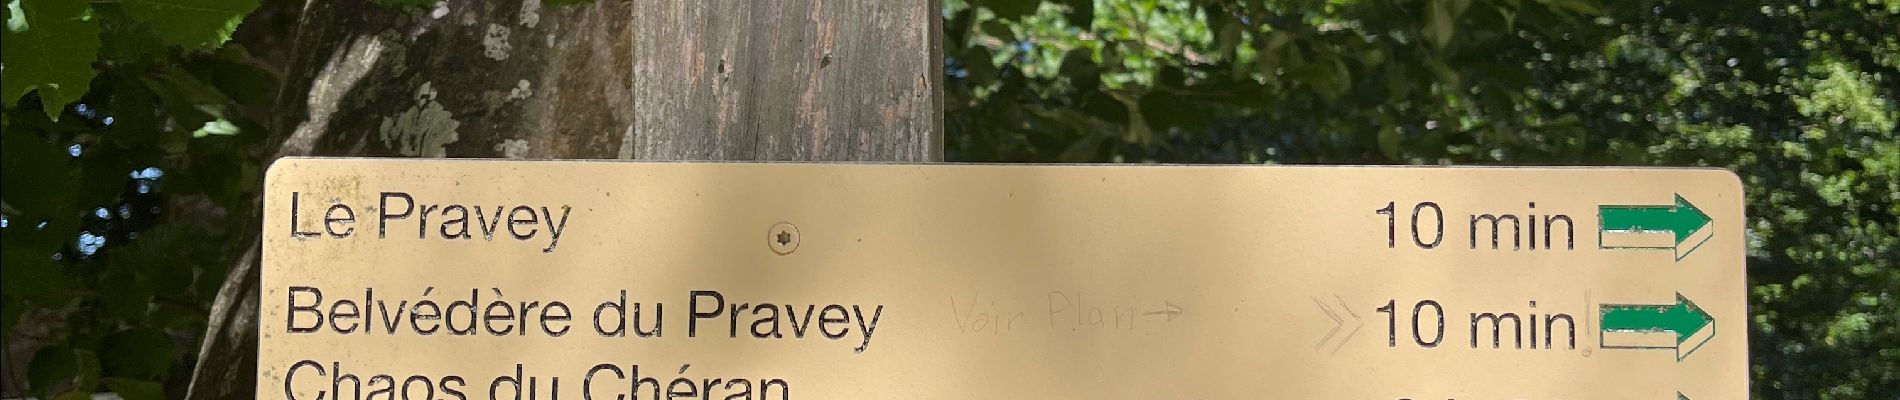 Le Pravey 10 min
Belvédère du Pravey Voir Plan → >> 10 min !
Chaos du Chéran